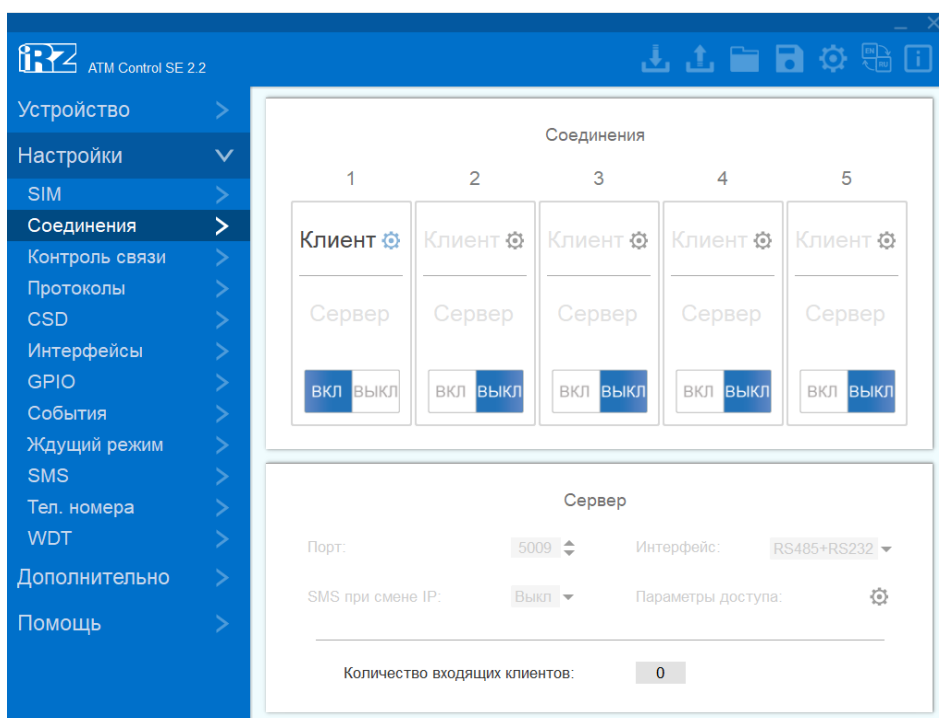 iRZ ATM Control SE 2.2
EN
RU
Устройство
Настройки
SIM
Соединения
Контроль связи
Протоколы
CSD
Интерфейсы
GPIO
События
Ждущий режим
SMS
Тел. номера
WDT
Дополнительно
Помощь
Соединения
1 2 3 4 5
Клиент Клиент Клиент Клиент Клиент
Сервер Сервер Сервер Сервер Сервер
ВКЛ ВЫКЛ ВКЛ ВЫКЛ ВКЛ ВЫКЛ ВКЛ ВЫКЛ ВКЛ ВЫКЛ
Сервер
Порт: 5009 Интерфейс: RS485+RS232
SMS при смене IP: Выкл Параметры доступа:
Количество входящих клиентов: 0